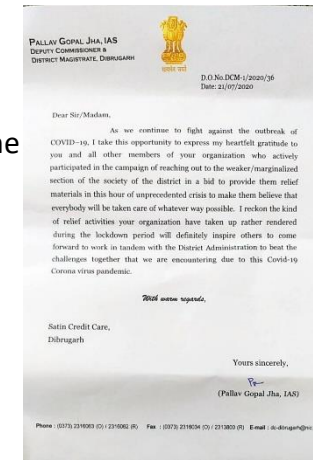 PALLAV GOPAL JHA, IAS
DEPUTY COMMISSIONER &
DISTRICT MAGISTRATE, DIBRUGARH
सत्यमेव जयते
D.O.No.DCM-1/2020/36
Date: 21/07/2020
Dear Sir/Madam,
As we continue to fight against the outbreak of
COVID-19, I take this opportunity to express my heartfelt gratitude to
you and all other members of your organization who actively
participated in the campaign of reaching out to the weaker/marginalized
section of the society of the district in a bid to provide them relief
materials in this hour of unprecedented crisis to make them believe that
everybody will be taken care of whatever way possible. I reckon the kind
of relief activities your organization have taken up rather rendered
during the lockdown period will definitely inspire others to come
forward to work in tandem with the District Administration to beat the
challenges together that we are encountering due to this Covid-19
Corona virus pandemic.
With warm regards,
Satin Credit Care,
Dibrugarh
Yours sincerely,
(Pallav Gopal Jha, IAS)
Phone : (0373) (O) / (R) Fax : (0373) (O) / (R) E-mail :
ne